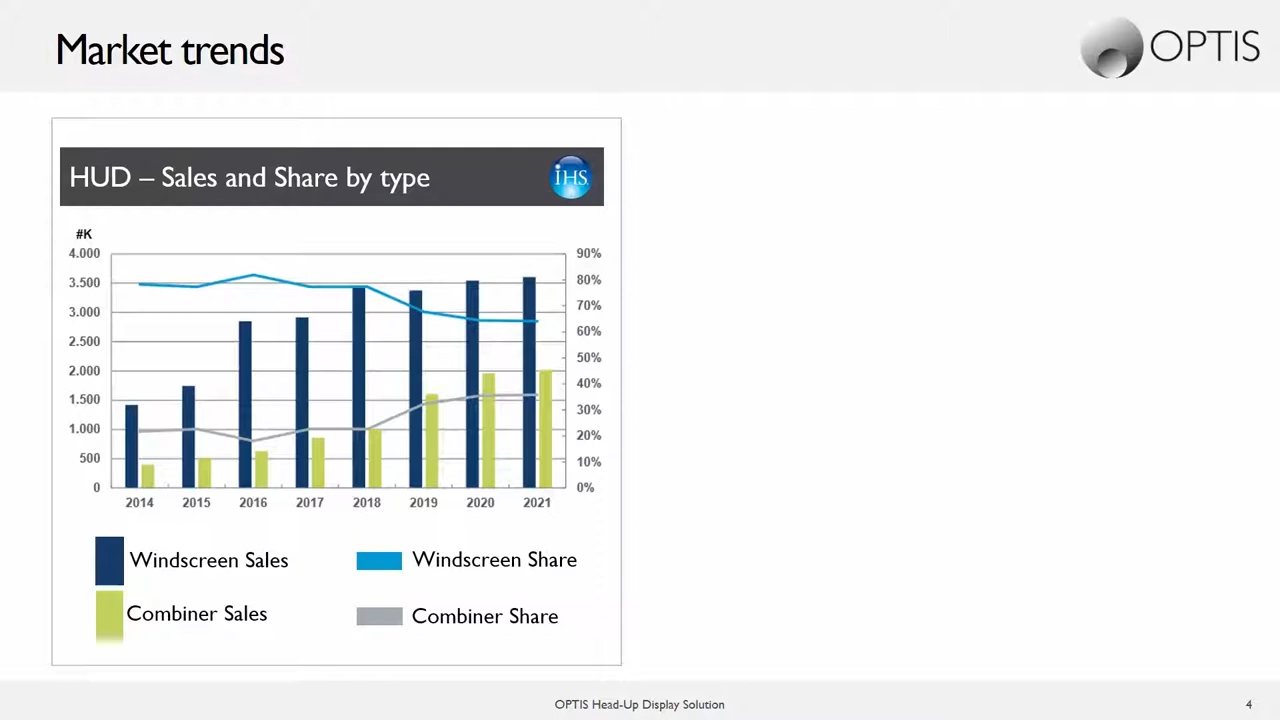 Market trends
OPTIS
HUD – Sales and Share by type
iHS
#K
4.000 90%
3.500 80%
3.000 70%
2.500 60%
2.000 50%
1.500 40%
1.000 30%
500 20%
0 10%
0%
2014 2015 2016 2017 2018 2019 2020 2021
Windscreen Sales Windscreen Share
Combiner Sales Combiner Share
OPTIS Head-Up Display Solution 4